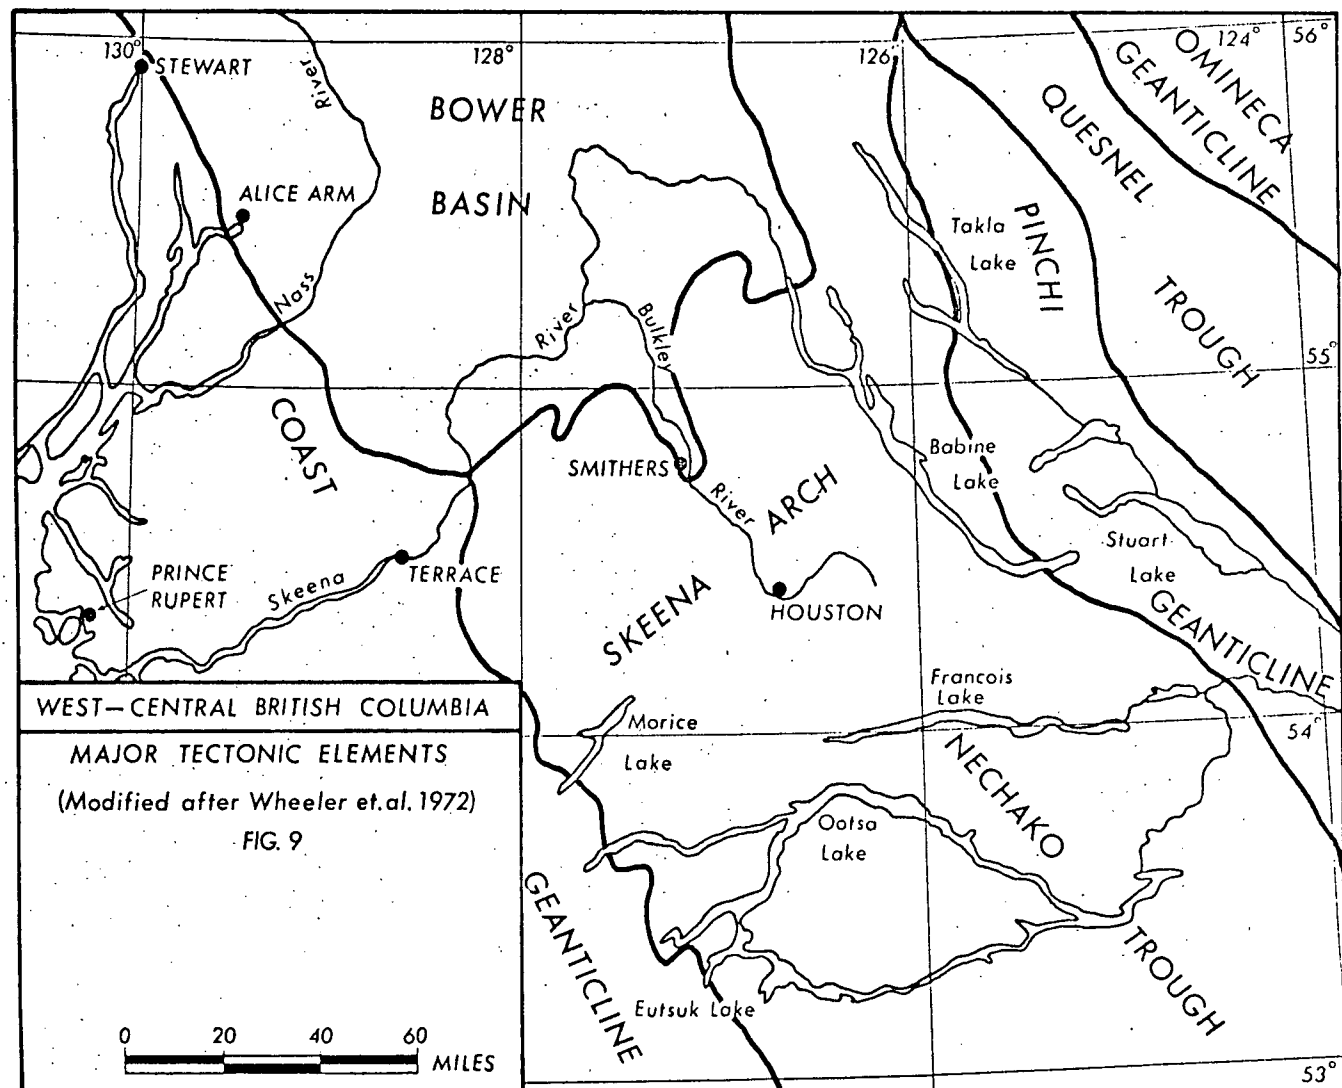 130°
128°
126°
124°
56°
STEWART
River
BOWER
BASIN
OMINECA
GEANTICLINE
QUESNEL
TROUGH
ALICE ARM
PINCHI
GEANTICLINE
Takla
Lake
Nass
River
Bulkley
55°
COAST
GEANTICLINE
SMITHERS
River
Babine
Lake
SKEENA
ARCH
Stuart
Lake
PRINCE
RUPERT
Skeena
TERRACE
HOUSTON
Francois
Lake
Morice
Lake
54°
NECHAKO
TROUGH
Ootsa
Lake
Eutsuk Lake
53°
WEST-CENTRAL BRITISH COLUMBIA
MAJOR TECTONIC ELEMENTS
(Modified after Wheeler et.al. 1972)
FIG. 9
0 20 40 60
MILES